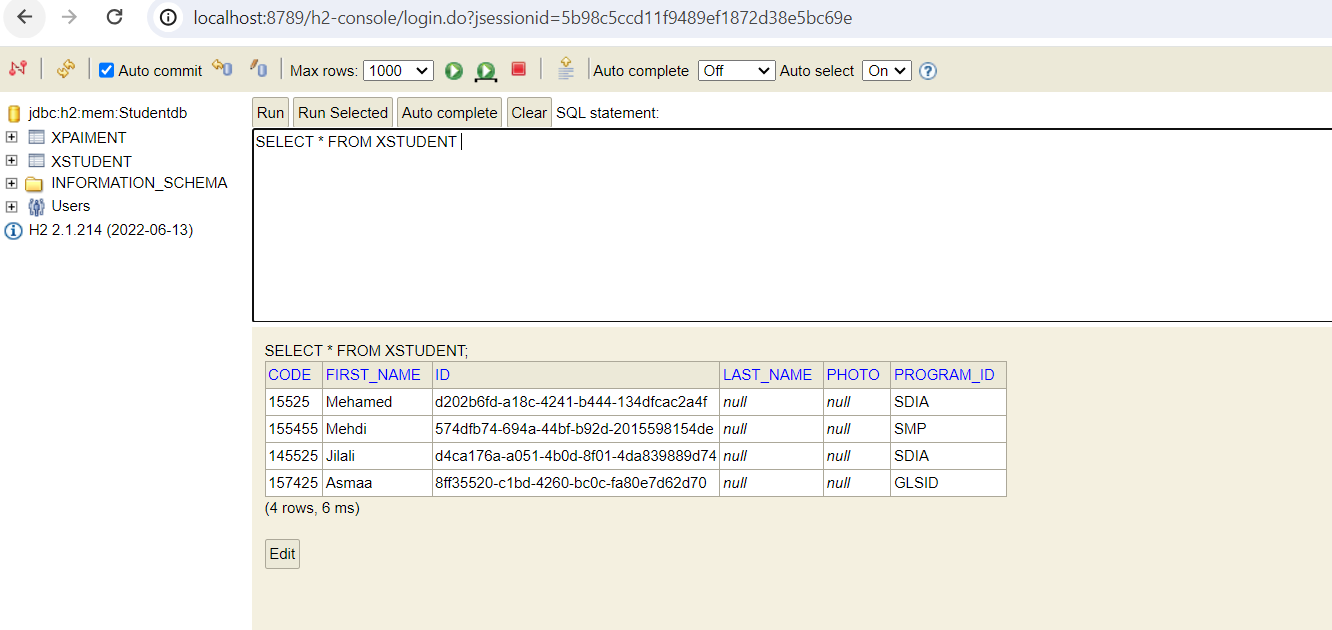 localhost:8789/h2-console/login.do?jsessionid=5b98c5ccd11f9489ef1872d38e5bc69e
Auto commit Max rows: 1000 Auto complete Off Auto select On ?
jdbc:h2:mem:Studentdb
XPAIMENT
XSTUDENT
INFORMATION_SCHEMA
Users
H2 2.1.214 (2022-06-13)
Run Run Selected Auto complete Clear SQL statement:
SELECT * FROM XSTUDENT
SELECT * FROM XSTUDENT;
CODE FIRST_NAME ID LAST_NAME PHOTO PROGRAM_ID
15525 Mehamed d202b6fd-a18c-4241-b444-134dfcac2a4f null null SDIA
155455 Mehdi 574dfb74-694a-44bf-b92d-2015598154de null null SMP
145525 Jilali d4ca176a-a051-4b0d-8f01-4da839889d74 null null SDIA
157425 Asmaa 8ff35520-c1bd-4260-bc0c-fa80e7d62d70 null null GLSID
(4 rows, 6 ms)
Edit